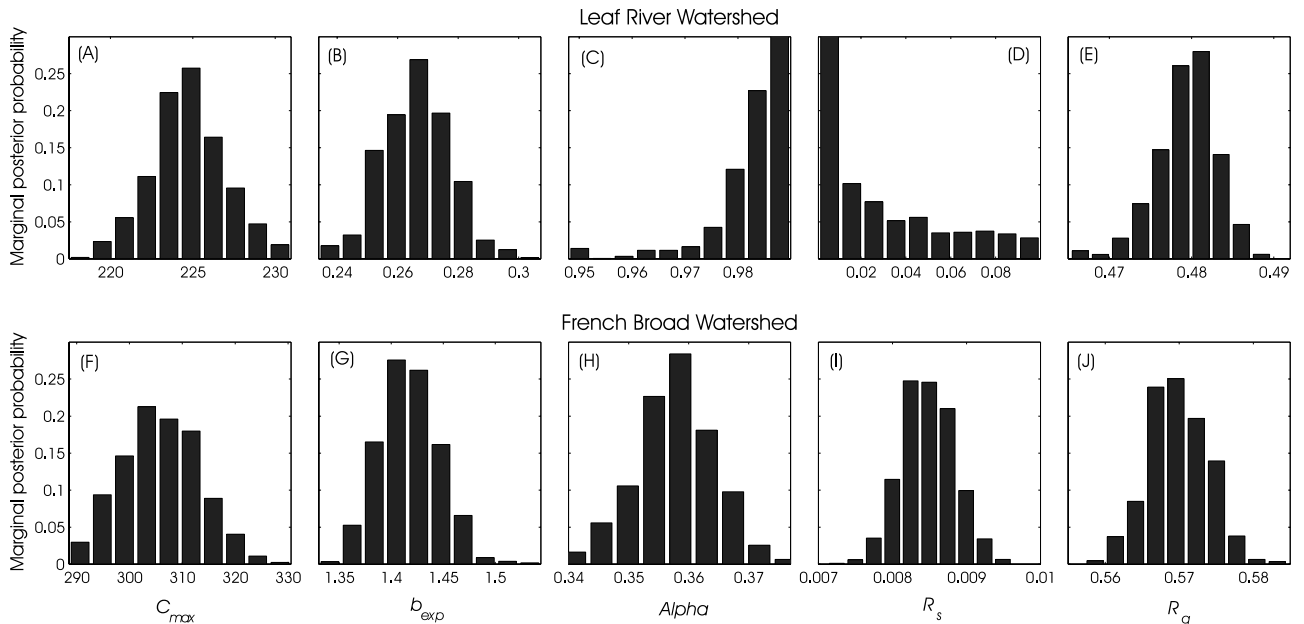 Leaf River Watershed
Marginal posterior probability
0.25
0.2
0.15
0.1
0.05
0
(A)
220 225 230
(B)
0.24 0.26 0.28 0.3
(C)
0.95 0.96 0.97 0.98
(D)
0.02 0.04 0.06 0.08
(E)
0.47 0.48 0.49
French Broad Watershed
Marginal posterior probability
0.25
0.2
0.15
0.1
0.05
0
(F)
290 300 310 320 330
C_max
(G)
1.35 1.4 1.45 1.5
b_exp
(H)
0.34 0.35 0.36 0.37
Alpha
(I)
0.007 0.008 0.009 0.01
R_s
(J)
0.56 0.57 0.58
R_a